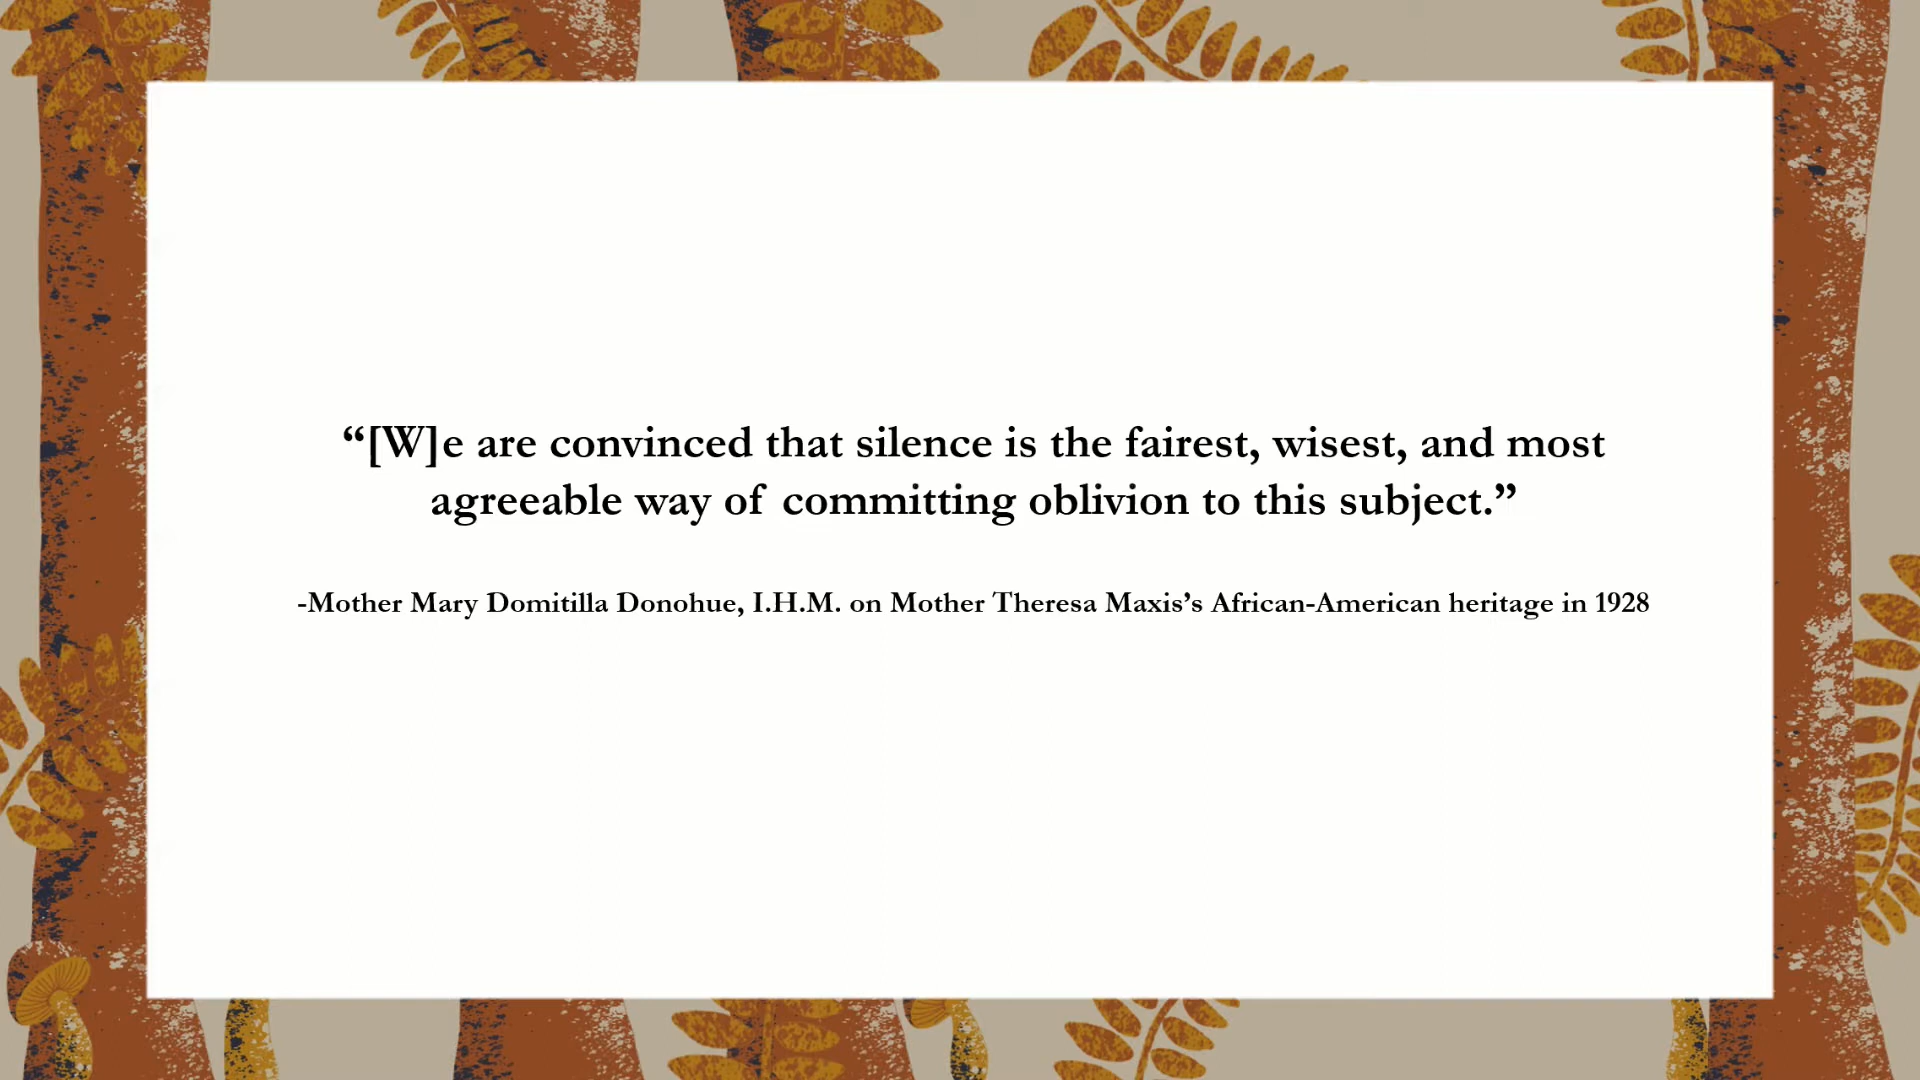 “[W]e are convinced that silence is the fairest, wisest, and most
agreeable way of committing oblivion to this subject.”
-Mother Mary Domitilla Donohue, I.H.M. on Mother Theresa Maxis’s African-American heritage in 1928